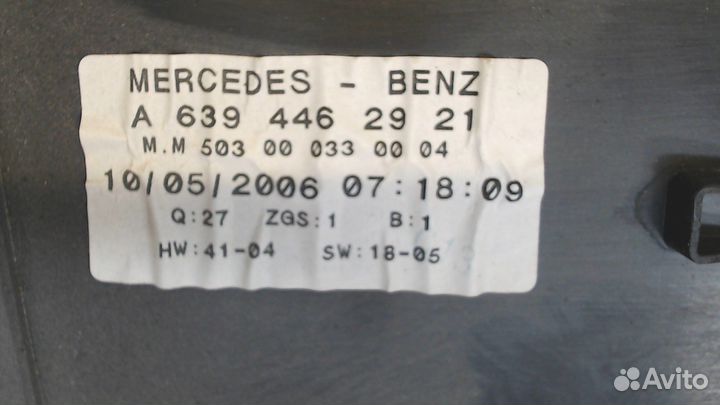 MERCEDES - BENZ
A 639 446 29 21
M.M 503 00 033 00 04
10/05/2006 07:18:09
Q:27 ZGS:1 B:1
HW:41-04 SW:18-05
Avito